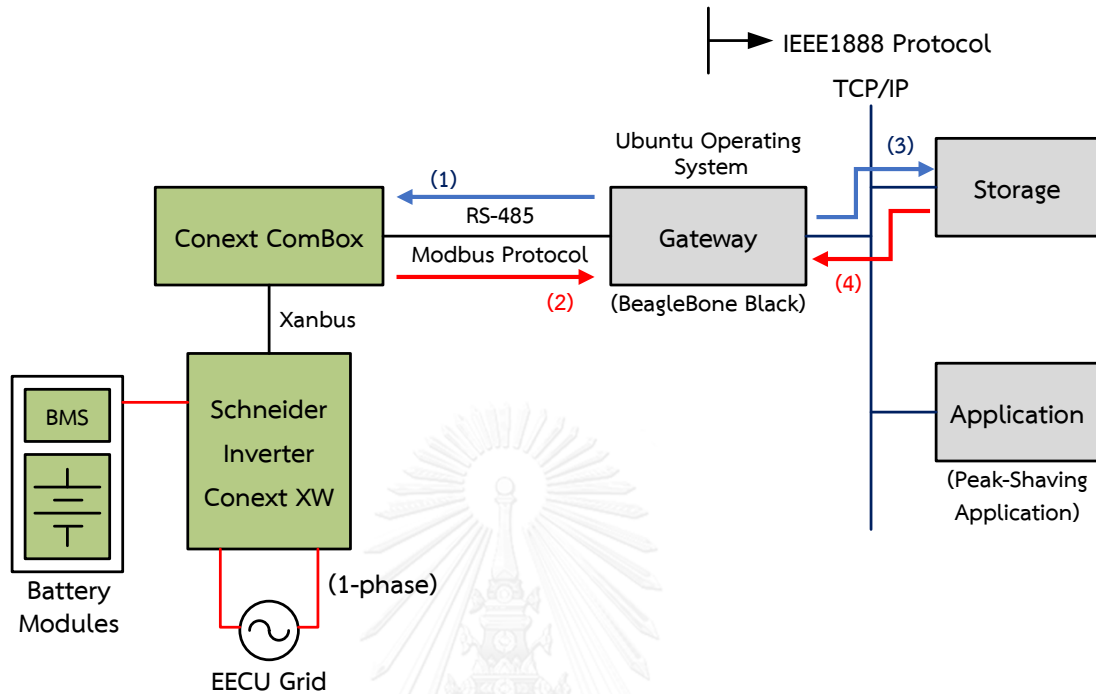 IEEE1888 Protocol
TCP/IP
Ubuntu Operating
System
(1)
(3)
Conext ComBox
RS-485
Modbus Protocol
Gateway
Storage
(2)
(BeagleBone Black)
(4)
Xanbus
BMS
Schneider
Inverter
Conext XW
Application
(Peak-Shaving
Application)
Battery
Modules
(1-phase)
EECU Grid